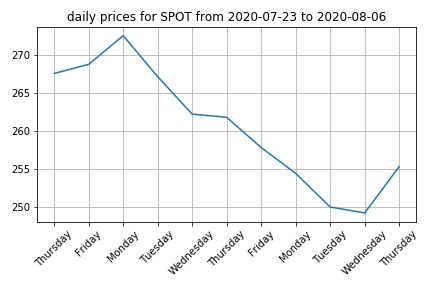 daily prices for SPOT from 2020-07-23 to 2020-08-06
270
265
260
255
250
Thursday
Friday
Monday
Tuesday
Wednesday
Thursday
Friday
Monday
Tuesday
Wednesday
Thursday